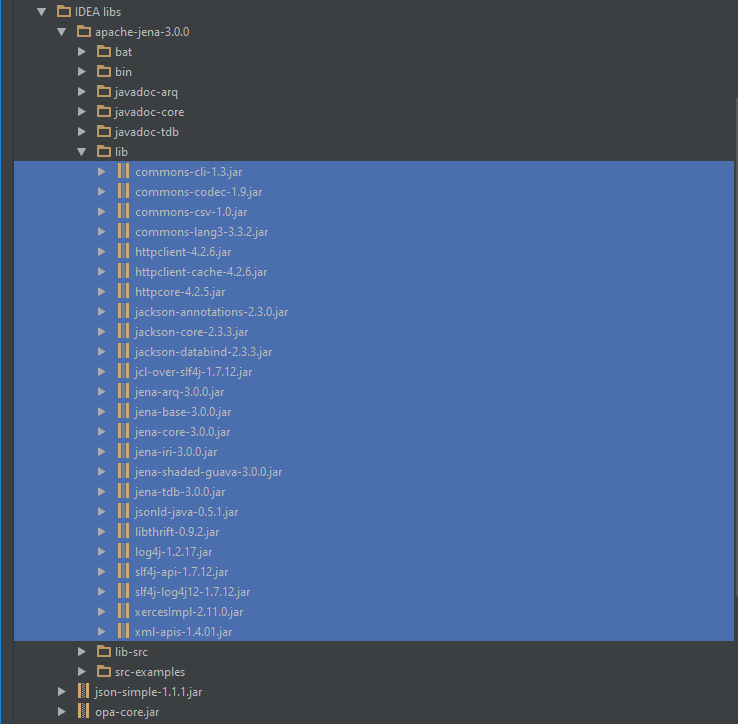 IDEA libs
apache-jena-3.0.0
bat
bin
javadoc-arq
javadoc-core
javadoc-tdb
lib
commons-cli-1.3.jar
commons-codec-1.9.jar
commons-csv-1.0.jar
commons-lang3-3.3.2.jar
httpclient-4.2.6.jar
httpclient-cache-4.2.6.jar
httpcore-4.2.5.jar
jackson-annotations-2.3.0.jar
jackson-core-2.3.3.jar
jackson-databind-2.3.3.jar
jcl-over-slf4j-1.7.12.jar
jena-arq-3.0.0.jar
jena-base-3.0.0.jar
jena-core-3.0.0.jar
jena-iri-3.0.0.jar
jena-shaded-guava-3.0.0.jar
jena-tdb-3.0.0.jar
jsonld-java-0.5.1.jar
libthrift-0.9.2.jar
log4j-1.2.17.jar
slf4j-api-1.7.12.jar
slf4j-log4j12-1.7.12.jar
xercesImpl-2.11.0.jar
xml-apis-1.4.01.jar
lib-src
src-examples
json-simple-1.1.1.jar
opa-core.jar